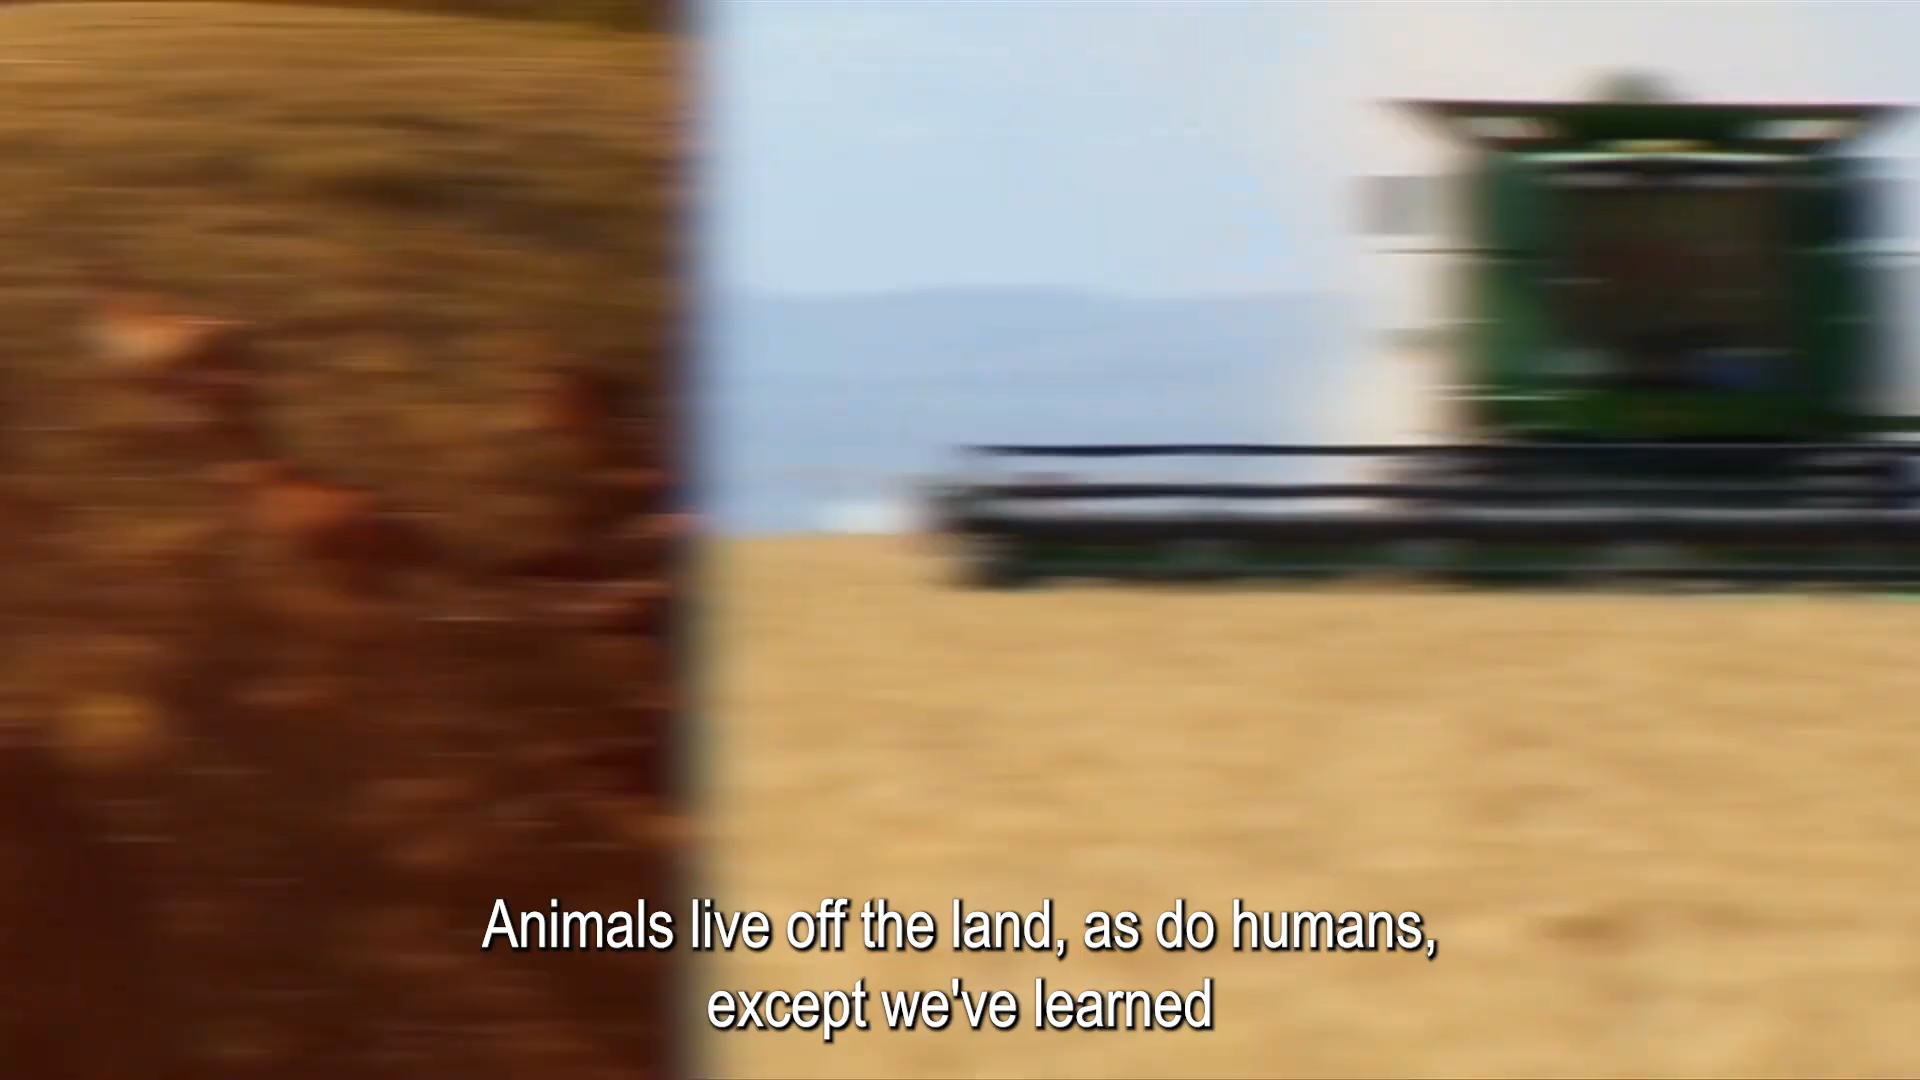 Animals live off the land, as do humans,
except we've learned